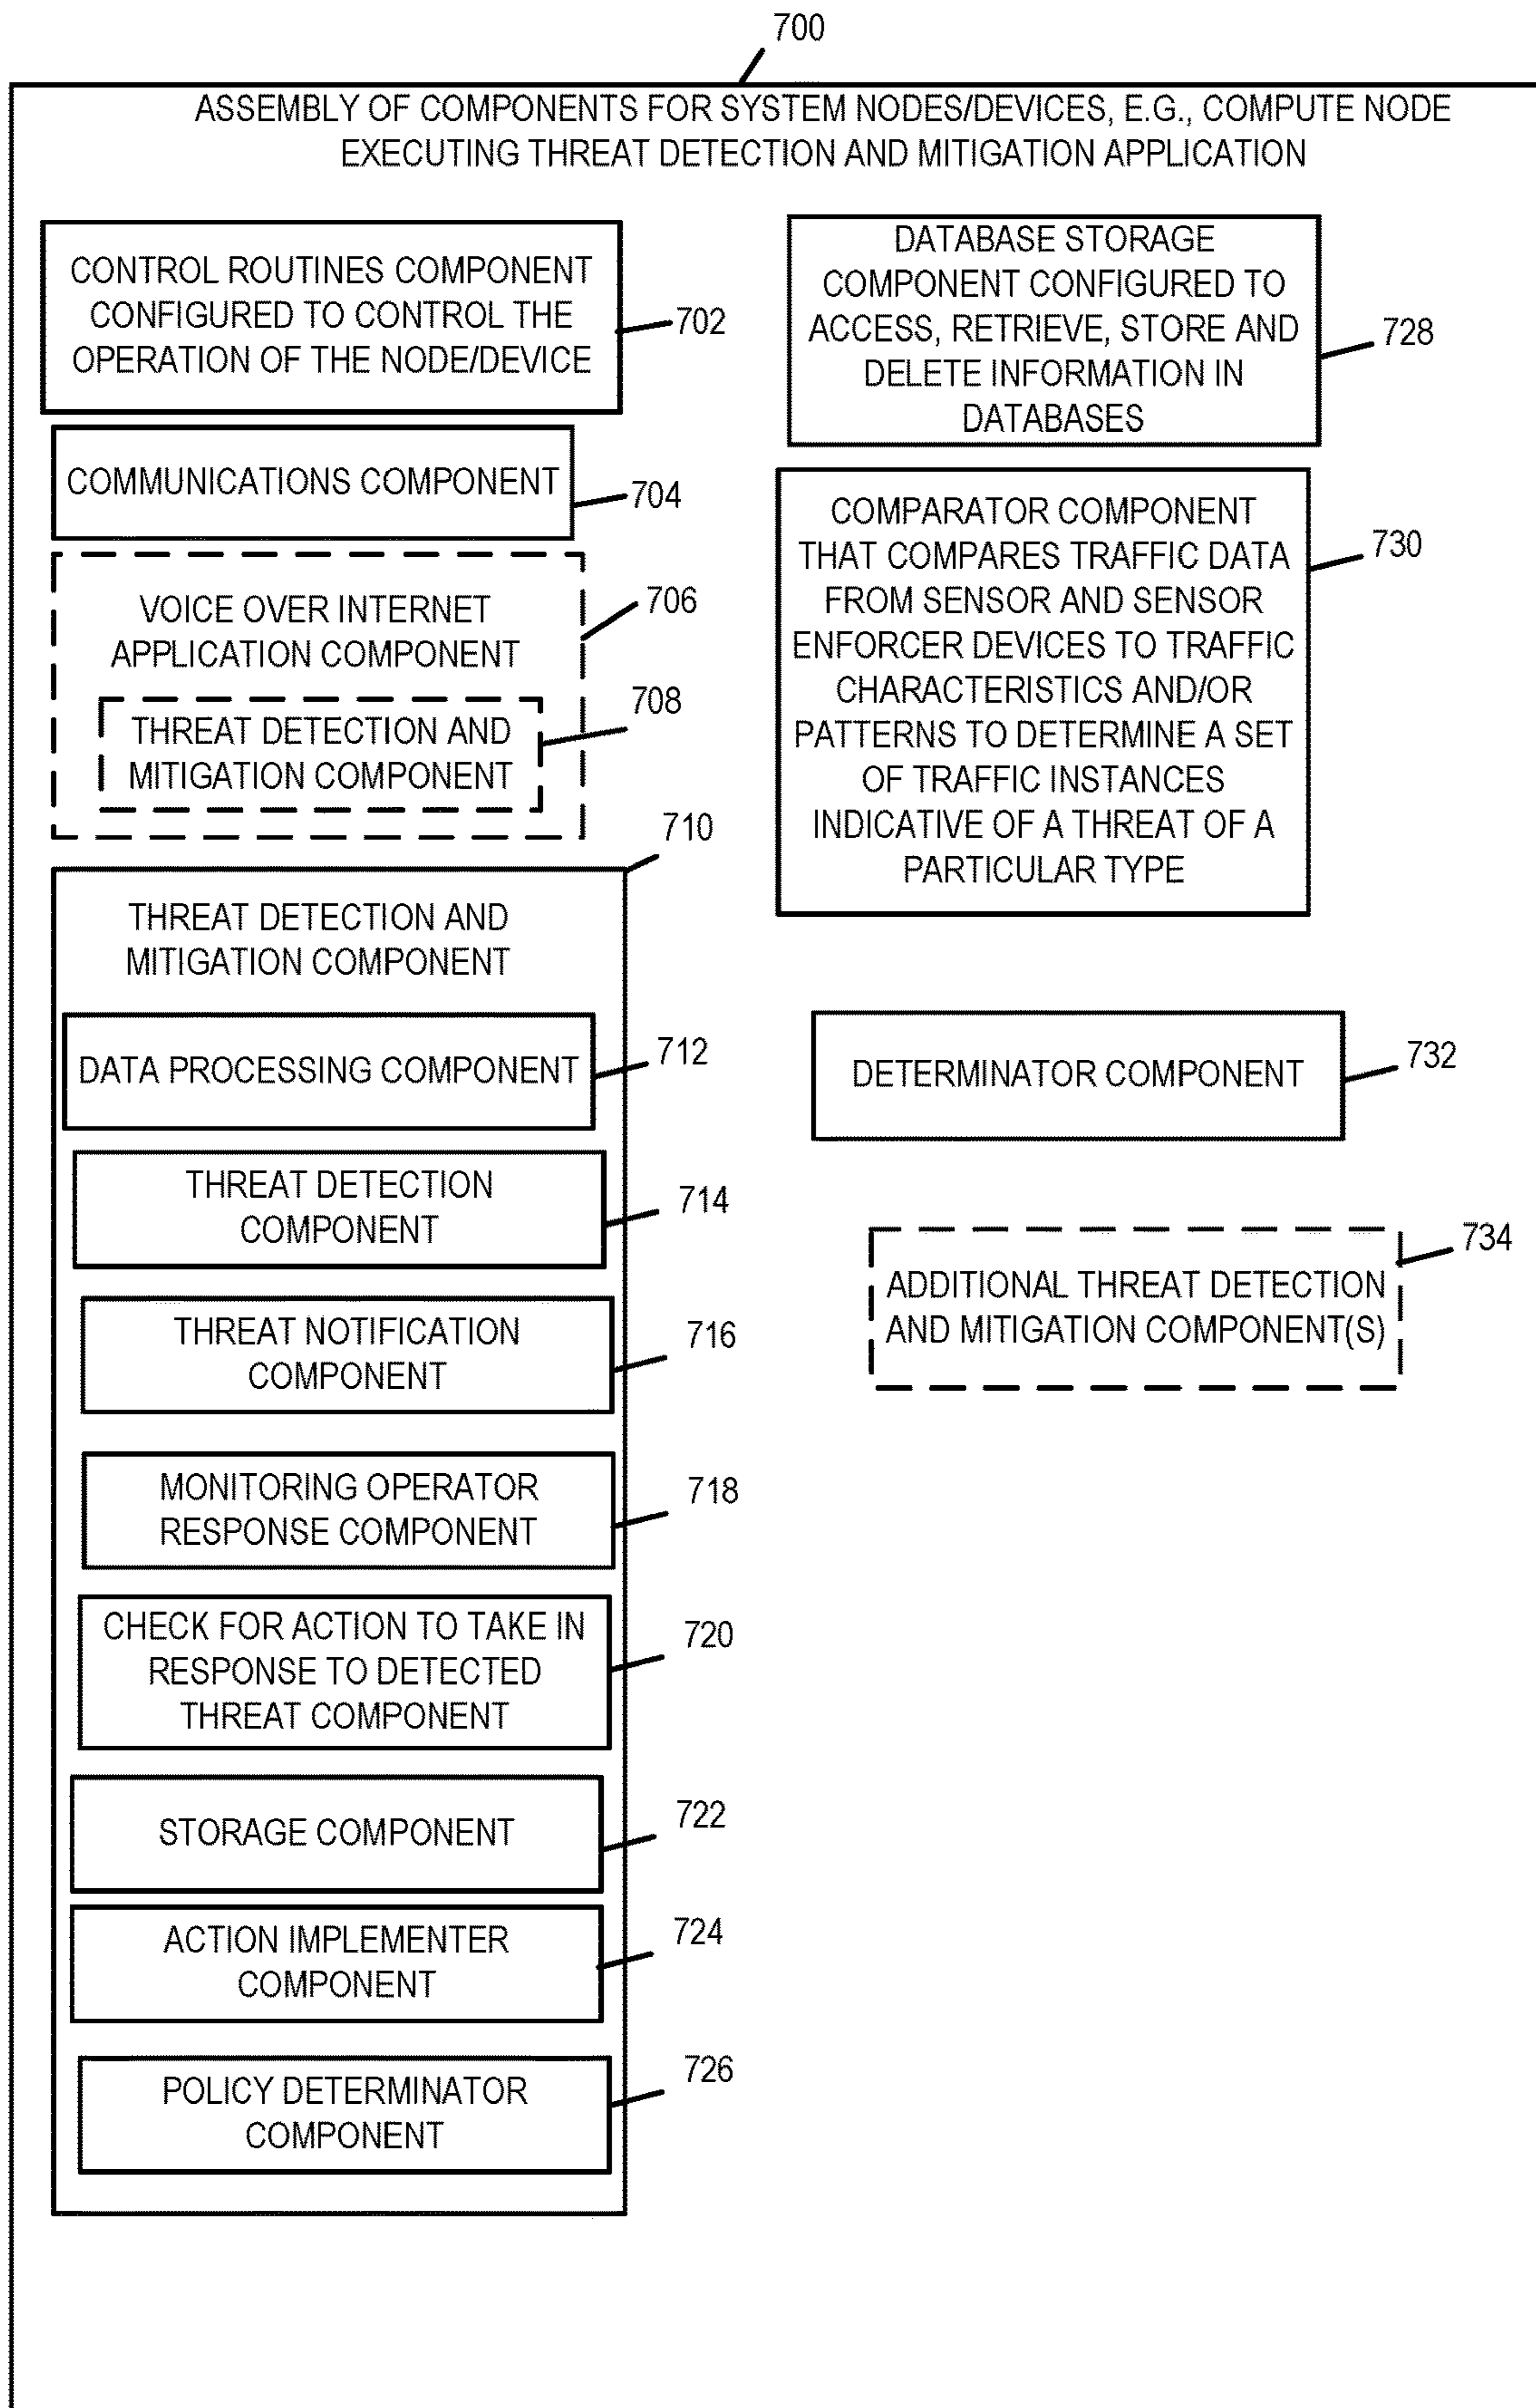 700
ASSEMBLY OF COMPONENTS FOR SYSTEM NODES/DEVICES, E.G., COMPUTE NODE
EXECUTING THREAT DETECTION AND MITIGATION APPLICATION
CONTROL ROUTINES COMPONENT
CONFIGURED TO CONTROL THE
OPERATION OF THE NODE/DEVICE
702
COMMUNICATIONS COMPONENT
704
VOICE OVER INTERNET
APPLICATION COMPONENT
706
THREAT DETECTION AND
MITIGATION COMPONENT
708
710
THREAT DETECTION AND
MITIGATION COMPONENT
DATA PROCESSING COMPONENT
712
THREAT DETECTION
COMPONENT
714
THREAT NOTIFICATION
COMPONENT
716
MONITORING OPERATOR
RESPONSE COMPONENT
718
CHECK FOR ACTION TO TAKE IN
RESPONSE TO DETECTED
THREAT COMPONENT
720
STORAGE COMPONENT
722
ACTION IMPLEMENTER
COMPONENT
724
POLICY DETERMINATOR
COMPONENT
726
DATABASE STORAGE
COMPONENT CONFIGURED TO
ACCESS, RETRIEVE, STORE AND
DELETE INFORMATION IN
DATABASES
728
COMPARATOR COMPONENT
THAT COMPARES TRAFFIC DATA
FROM SENSOR AND SENSOR
ENFORCER DEVICES TO TRAFFIC
CHARACTERISTICS AND/OR
PATTERNS TO DETERMINE A SET
OF TRAFFIC INSTANCES
INDICATIVE OF A THREAT OF A
PARTICULAR TYPE
730
DETERMINATOR COMPONENT
732
ADDITIONAL THREAT DETECTION
AND MITIGATION COMPONENT(S)
734